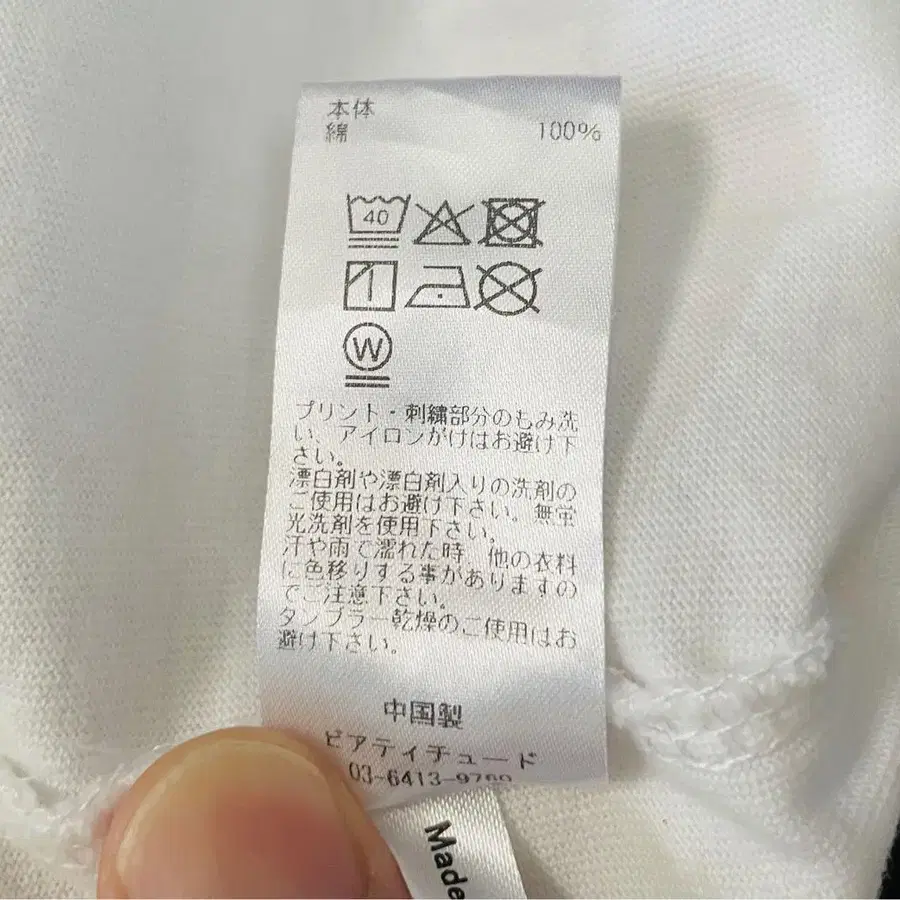 本体
綿 100%
40
W
プリント・刺繍部分のもみ洗
い、アイロンがけはお避け下
さい。
漂白剤や漂白剤入りの洗剤の
ご使用はお避け下さい。無蛍
光洗剤を使用下さい。
汗や雨で濡れた時、他の衣料
に色移りする事がありますの
でご注意下さい。
タンブラー乾燥のご使用はお
避け下さい。
中国製
ピアティチュード
Made